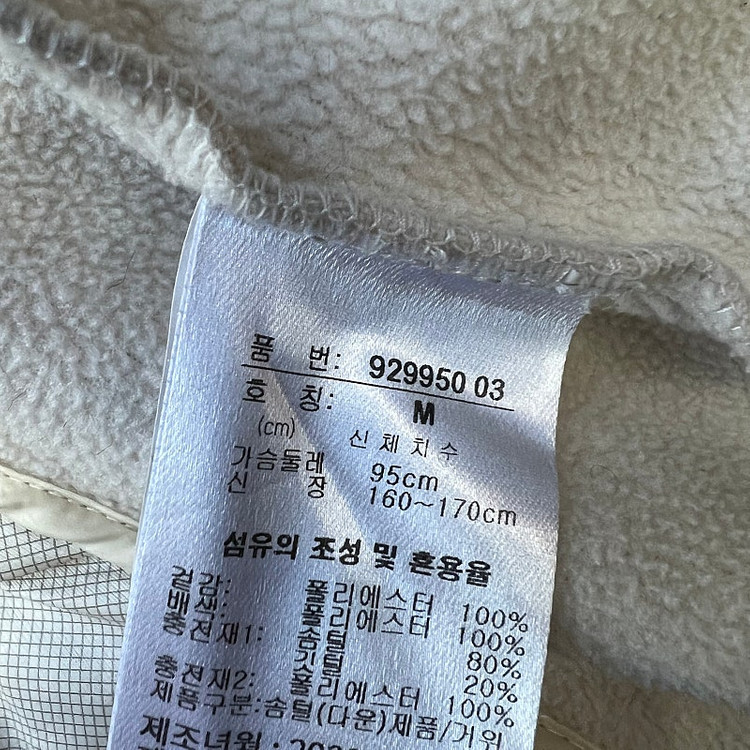 품 번: 929950 03
호 칭: M
(cm) 신체치수
가슴둘레 95cm
신 장 160~170cm
섬유의 조성 및 혼용율
겉감: 폴리에스터 100%
배색: 폴리에스터 100%
충전재1: 솜털 80%
깃털 20%
충전재2: 폴리에스터 100%
제품구분:솜털(다운)제품/거위
제조년월: